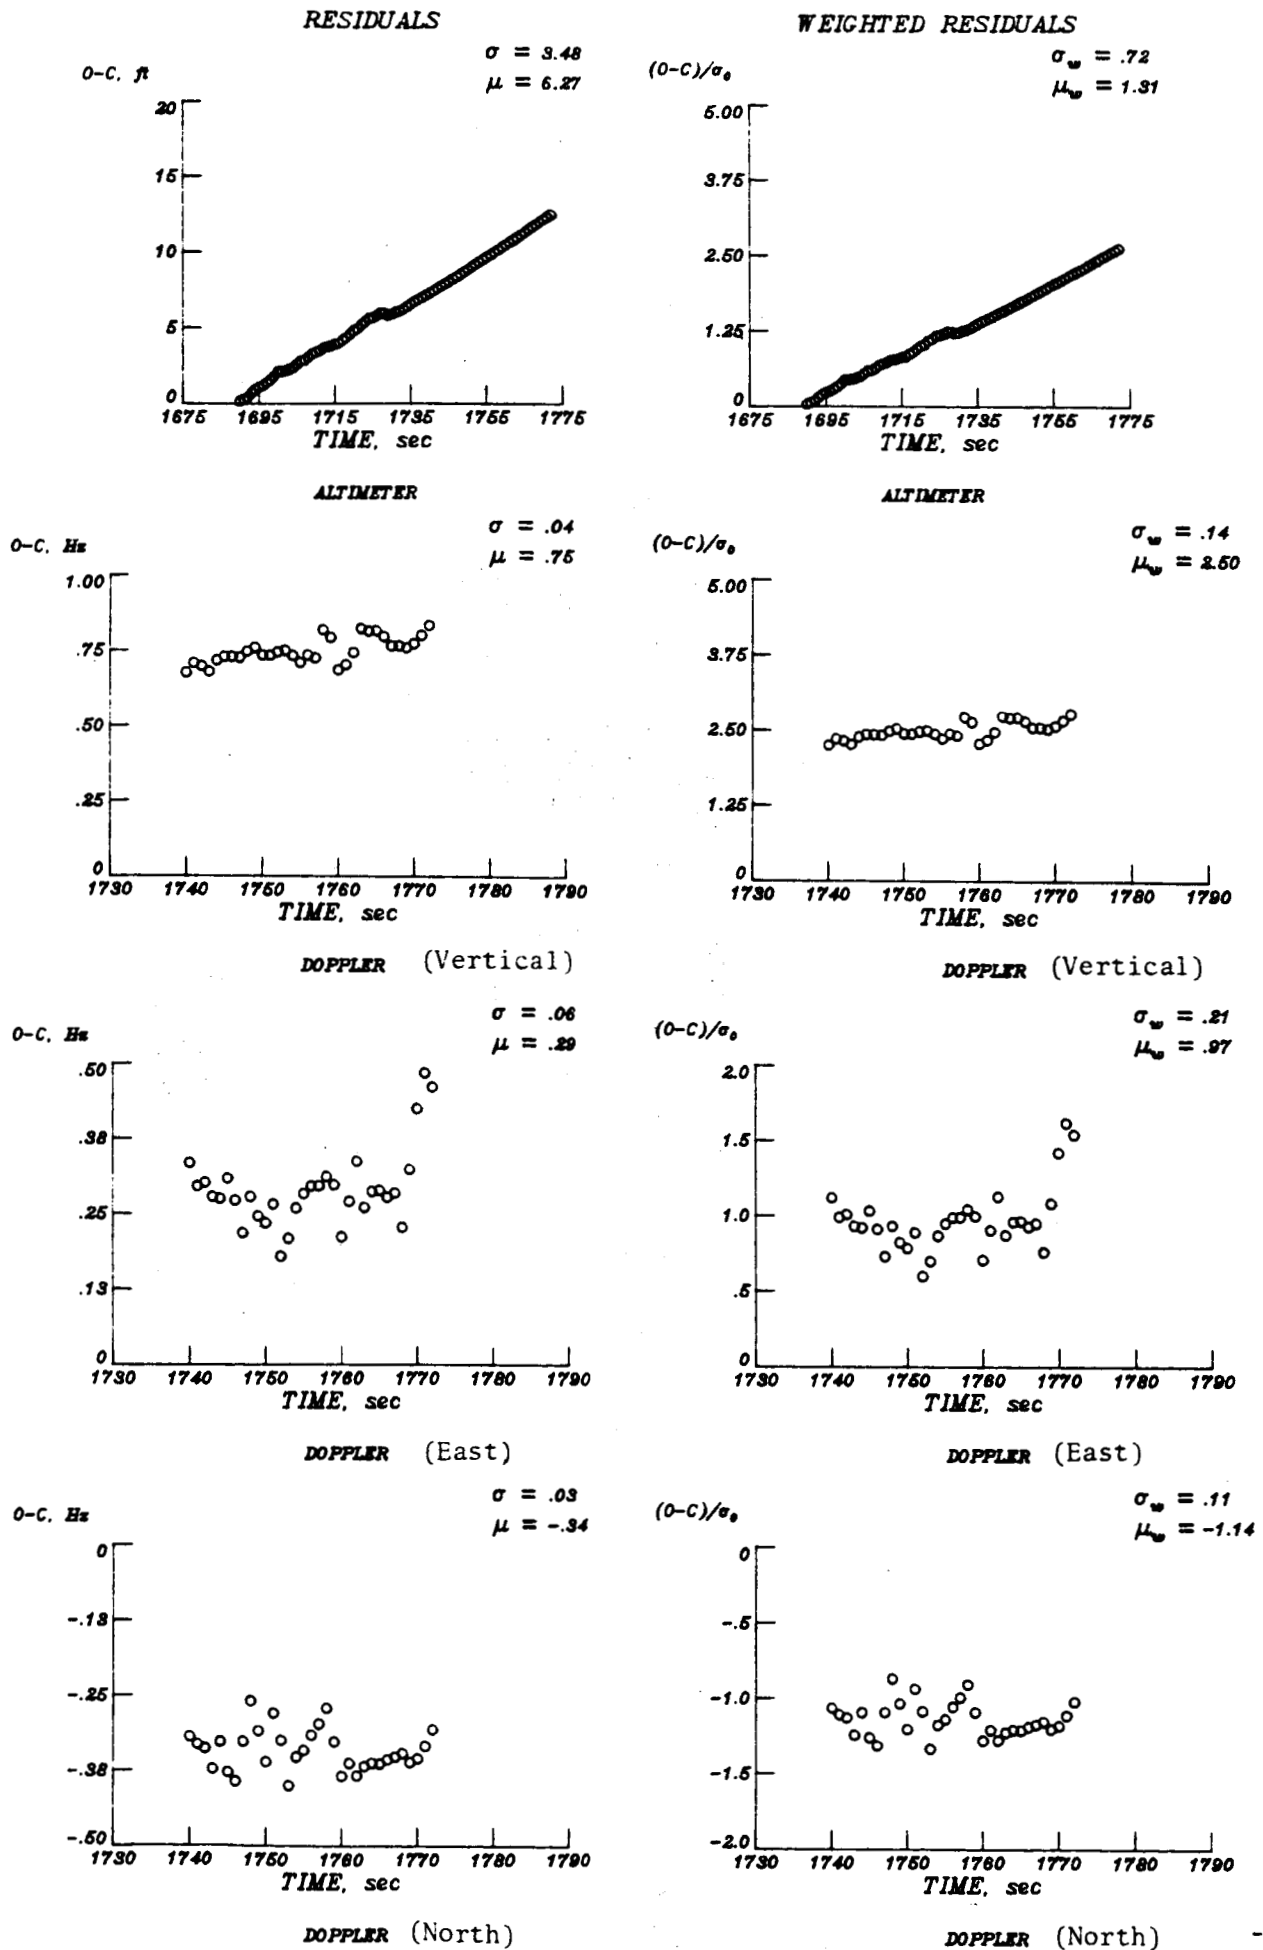 RESIDUALS
WEIGHTED RESIDUALS
O-C, ft
σ = 3.48
μ = 6.27
20
15
10
5
0
1675 1695 1715 1735 1755 1775
TIME, sec
ALTIMETER
(O-C)/σ₀
σw = .72
μw = 1.31
5.00
3.75
2.50
1.25
0
1675 1695 1715 1735 1755 1775
TIME, sec
ALTIMETER
O-C, Hz
σ = .04
μ = .75
1.00
.75
.50
.25
0
1730 1740 1750 1760 1770 1780 1790
TIME, sec
DOPPLER (Vertical)
(O-C)/σ₀
σw = .14
μw = 2.50
5.00
3.75
2.50
1.25
0
1730 1740 1750 1760 1770 1780 1790
TIME, sec
DOPPLER (Vertical)
O-C, Hz
σ = .06
μ = .29
.50
.38
.25
.13
0
1730 1740 1750 1760 1770 1780 1790
TIME, sec
DOPPLER (East)
(O-C)/σ₀
σw = .21
μw = .97
2.0
1.5
1.0
.5
0
1730 1740 1750 1760 1770 1780 1790
TIME, sec
DOPPLER (East)
O-C, Hz
σ = .03
μ = -.34
0
-.13
-.25
-.38
-.50
1730 1740 1750 1760 1770 1780 1790
TIME, sec
DOPPLER (North)
(O-C)/σ₀
σw = .11
μw = -1.14
0
-.5
-1.0
-1.5
-2.0
1730 1740 1750 1760 1770 1780 1790
TIME, sec
DOPPLER (North)